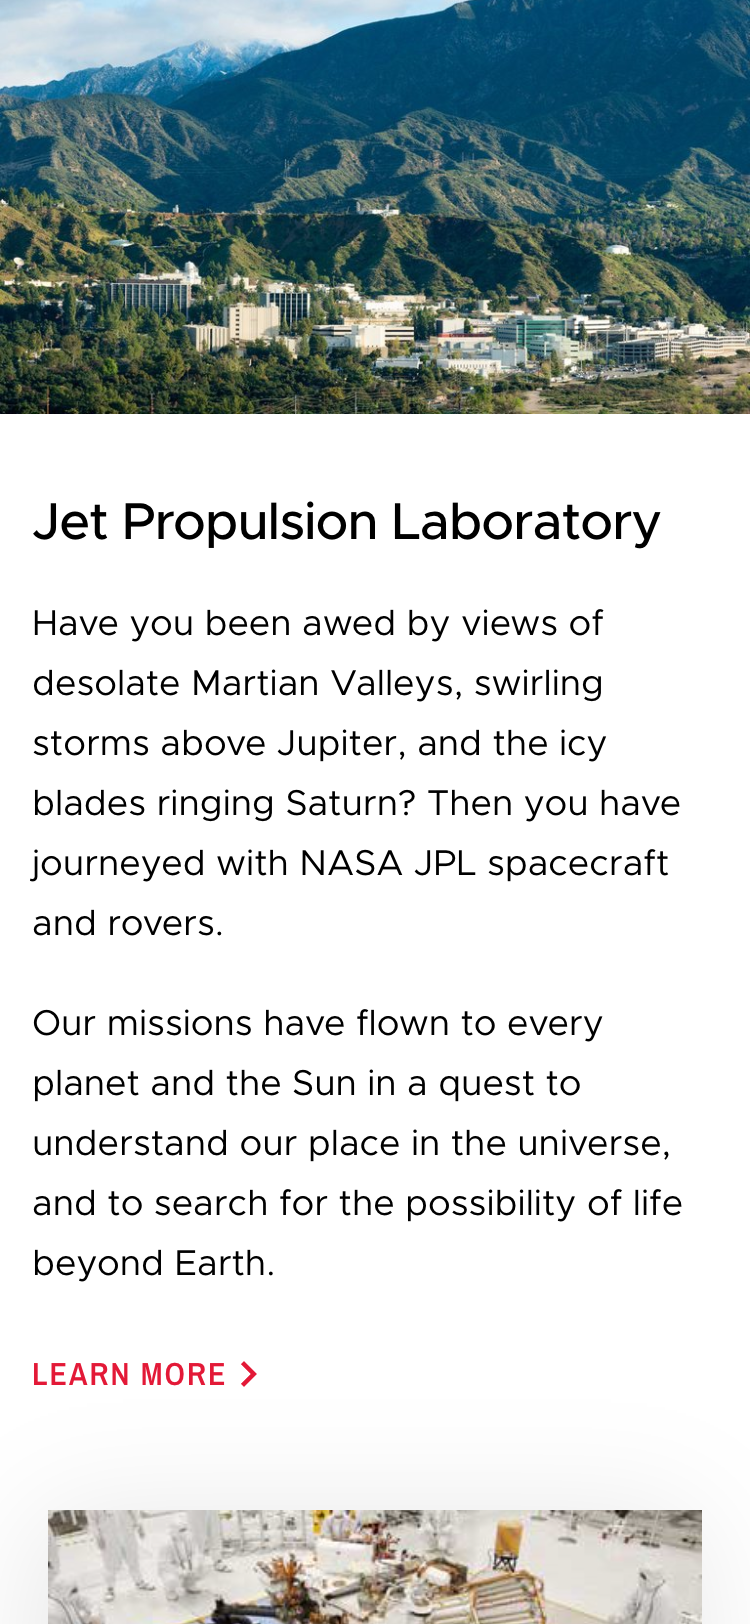 Jet Propulsion Laboratory
Have you been awed by views of
desolate Martian Valleys, swirling
storms above Jupiter, and the icy
blades ringing Saturn? Then you have
journeyed with NASA JPL spacecraft
and rovers.
Our missions have flown to every
planet and the Sun in a quest to
understand our place in the universe,
and to search for the possibility of life
beyond Earth.
LEARN MORE